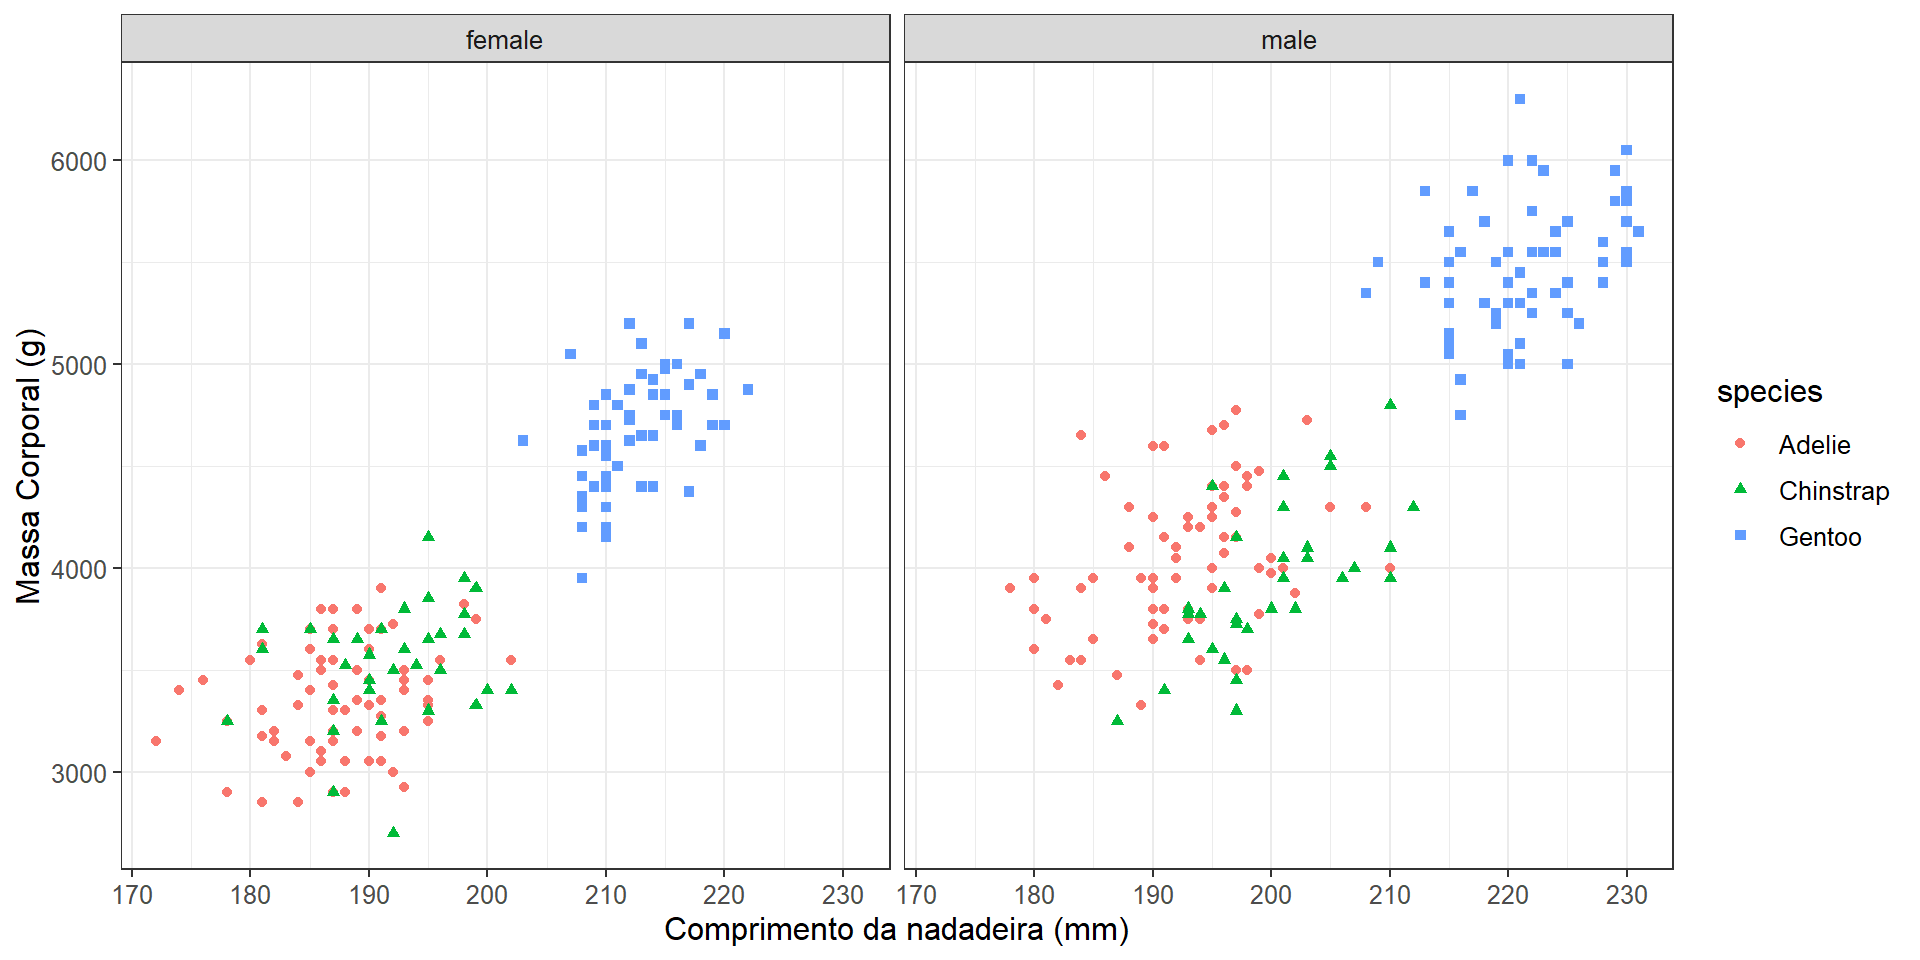 female
male
6000
5000
4000
3000
Massa Corporal (g)
170 180 190 200 210 220 230
170 180 190 200 210 220 230
Comprimento da nadadeira (mm)
species
Adelie
Chinstrap
Gentoo